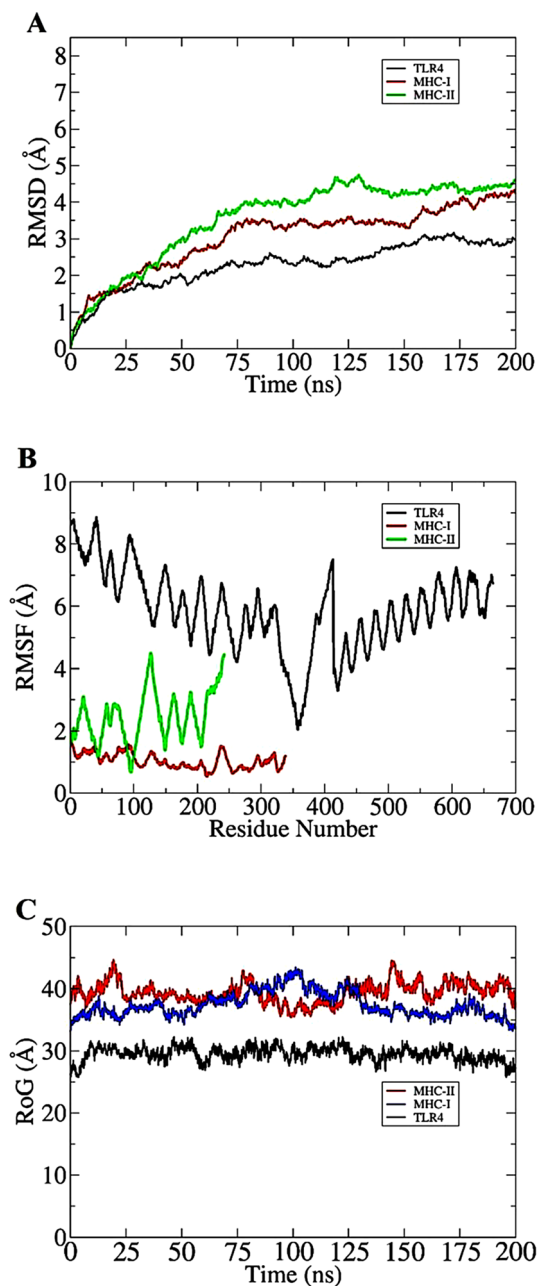 A
8
7
6
5
4
3
2
1
0
RMSD (Å)
TLR4
MHC-I
MHC-II
0 25 50 75 100 125 150 175 200
Time (ns)
B
10
8
6
4
2
0
RMSF (Å)
TLR4
MHC-I
MHC-II
0 100 200 300 400 500 600 700
Residue Number
C
50
40
30
20
10
0
RoG (Å)
MHC-II
MHC-I
TLR4
0 25 50 75 100 125 150 175 200
Time (ns)